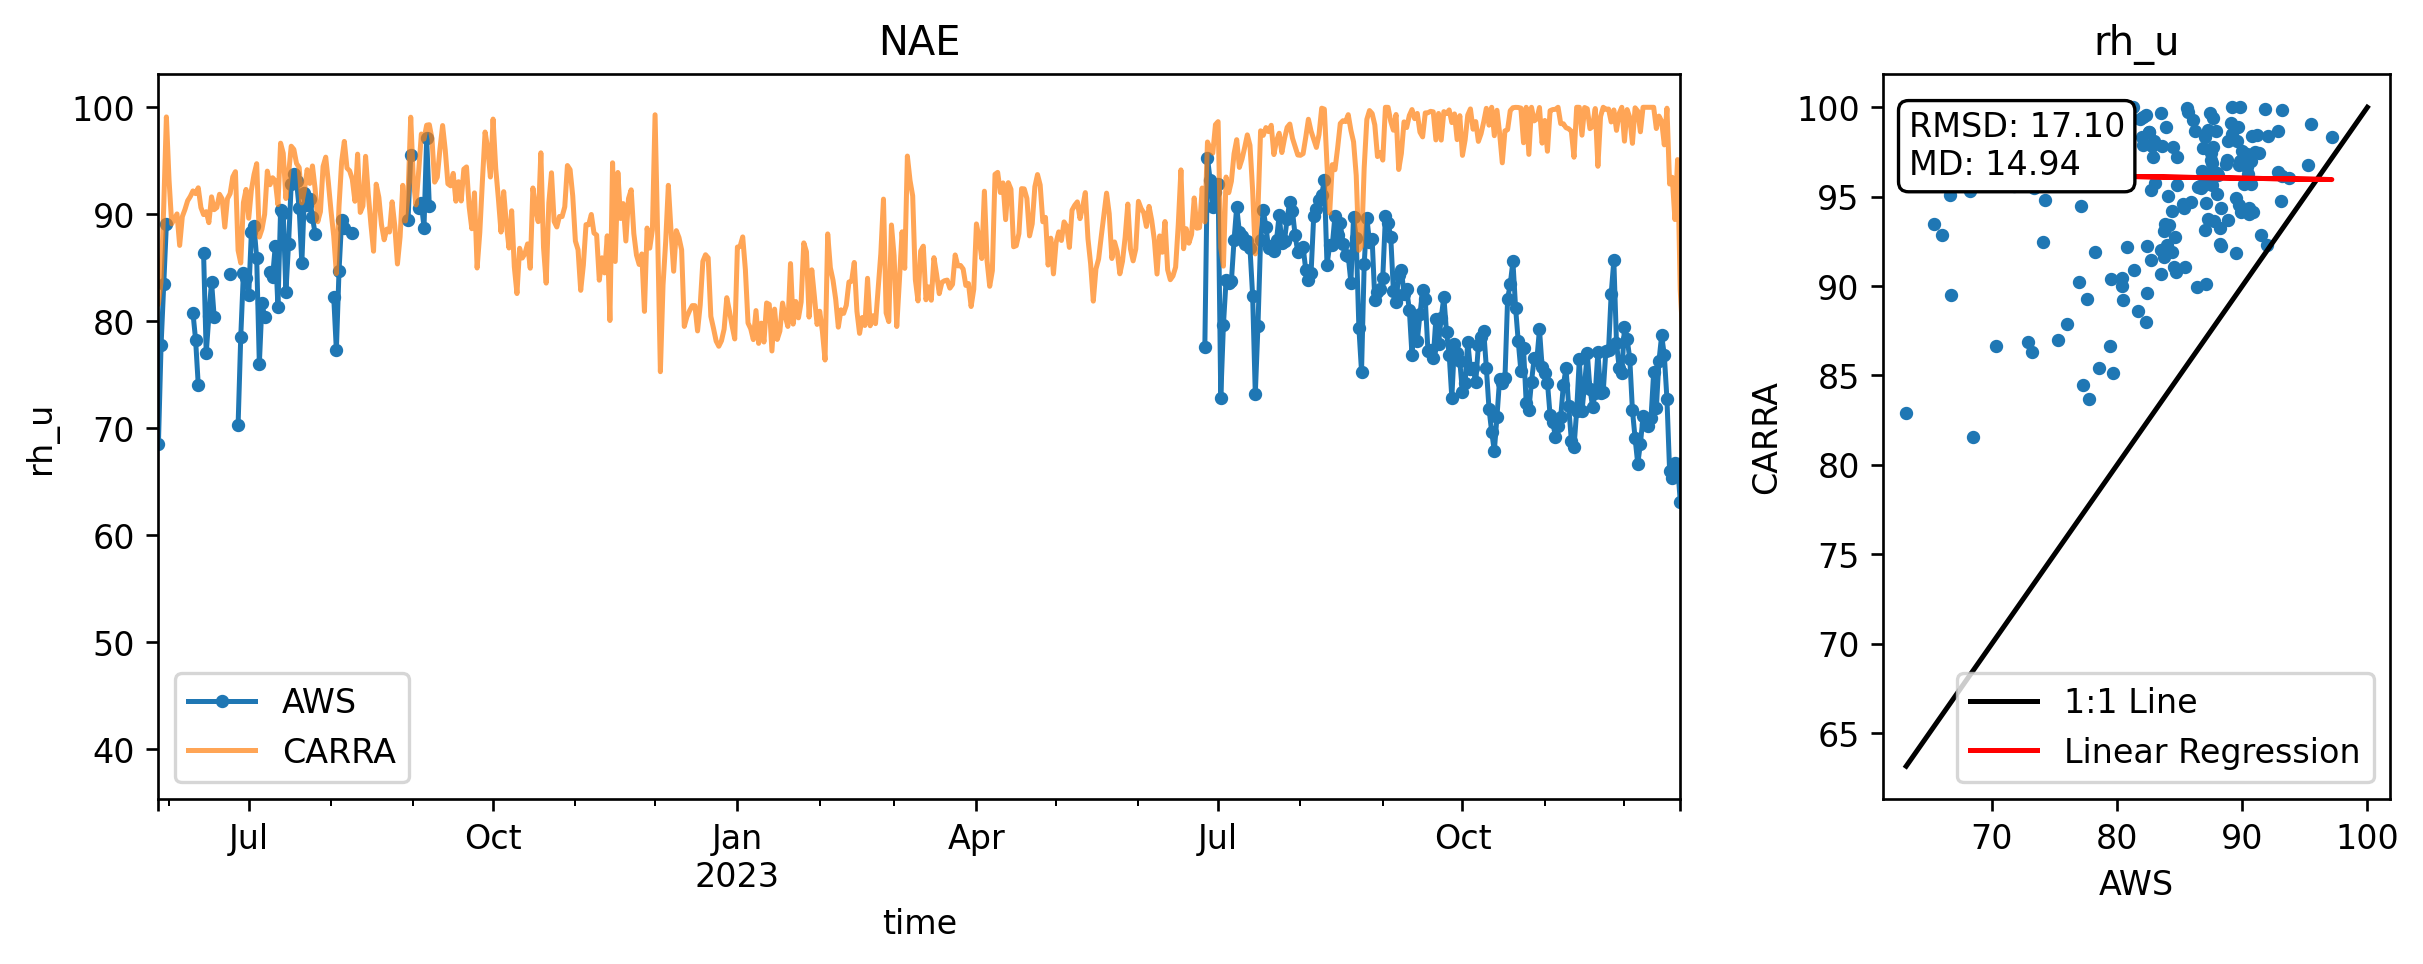 NAE
rh_u
100
90
80
70
60
50
40
AWS
CARRA
Jul
Oct
Jan
2023
Apr
Jul
Oct
time
rh_u
CARRA
100
95
90
85
80
75
70
65
RMSD: 17.10
MD: 14.94
1:1 Line
Linear Regression
70
80
90
100
AWS